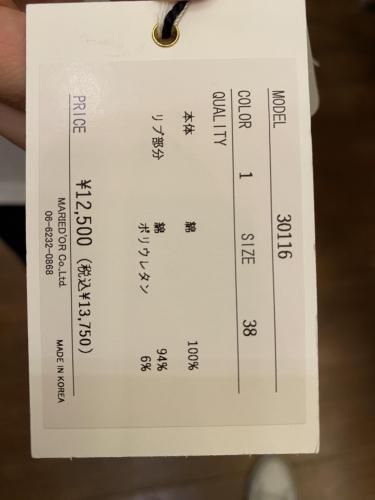 MODEL 30116
COLOR 1 SIZE 38
QUALITY
本体 綿 100%
リブ部分 綿 94%
ポリウレタン 6%
PRICE ¥12,500 (税込¥13,750)
MARIED'OR Co.,Ltd.
06-6232-0868
MADE IN KOREA